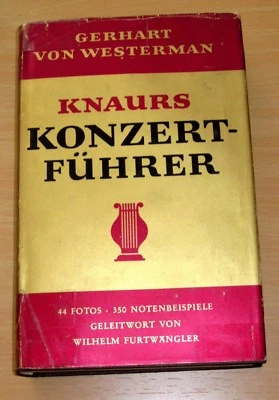 GERHART
VON WESTERMAN
KNAURS
KONZERT-
FÜHRER
44 FOTOS · 350 NOTENBEISPIELE
GELEITWORT VON
WILHELM FURTWÄNGLER